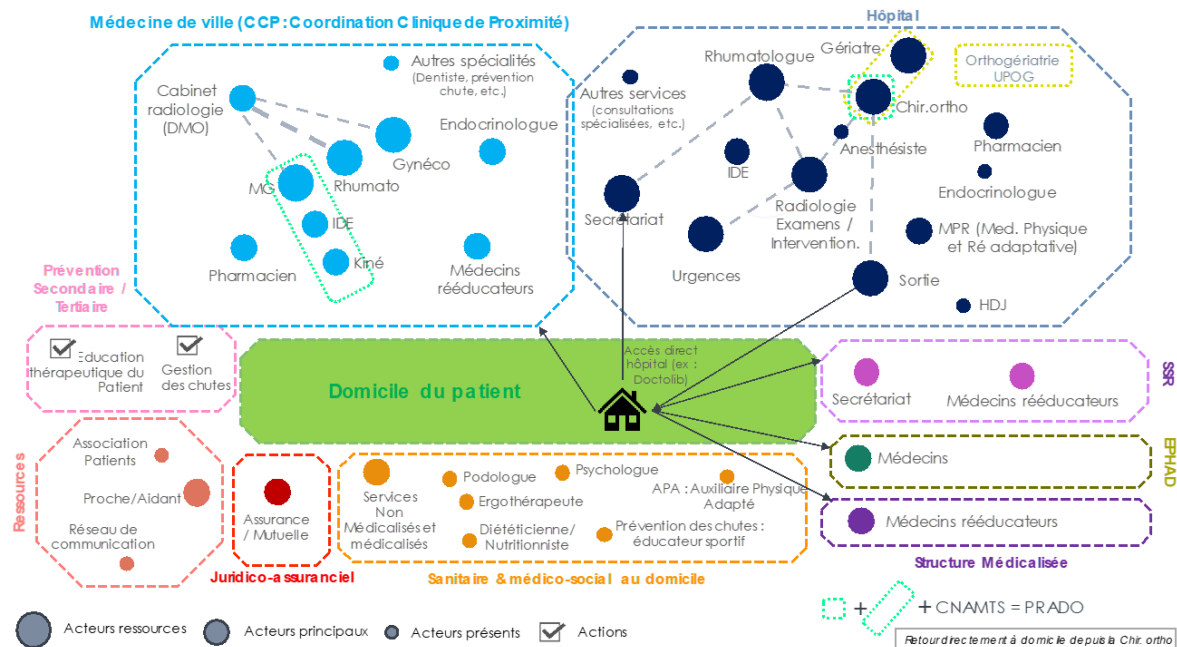 Médecine de ville (CCP : Coordination Clinique de Proximité)
Autres spécialités
(Dentiste, prévention
chute, etc.)
Cabinet
radiologie
(DMO)
Endocrinologue
Gynéco
Rhumato
MG
IDE
Kiné
Pharmacien
Médecins
rééducateurs
Hôpital
Gériatre
Rhumatologue
Orthogériatrie
UPOG
Autres services
(consultations
spécialisées, etc.)
Chir.ortho
Anesthésiste
Pharmacien
IDE
Endocrinologue
Secrétariat
Radiologie
Examens /
Intervention.
MPR (Med. Physique
et Ré adaptative)
Urgences
Sortie
HDJ
Prévention
Secondaire /
Tertiaire
Education
thérapeutique du
Patient
Gestion
des chutes
Domicile du patient
Accès direct
hôpital (ex :
Doctolib)
Secrétariat
Médecins rééducateurs
SSR
Médecins
EPHAD
Médecins rééducateurs
Structure Médicalisée
Ressources
Association
Patients
Proche/Aidant
Réseau de
communication
Assurance
/ Mutuelle
Juridico-assuranciel
Services
Non
Médicalisés et
médicalisés
Podologue
Ergothérapeute
Diététicienne/
Nutritionniste
Psychologue
APA : Auxiliaire Physique
Adapté
Prévention des chutes :
éducateur sportif
Sanitaire & médico-social au domicile
Acteurs ressources
Acteurs principaux
Acteurs présents
Actions
+ + CNAMTS = PRADO
Retour directement à domicile depuis la Chir. ortho